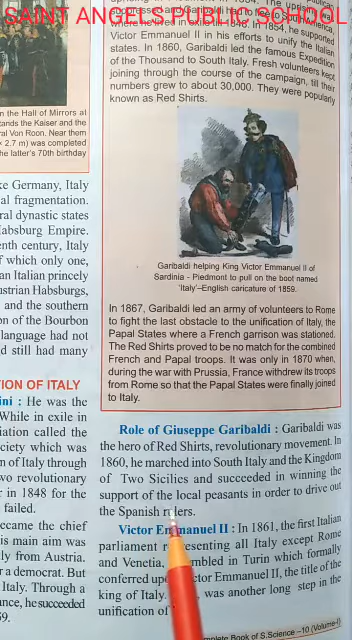 SAINT ANGELS PUBLIC SCHOOL
where he lived in exile in 1848. In 1854, he supported
Victor Emmanuel II in his efforts to unify the Italian
states. In 1860, Garibaldi led the famous Expedition
of the Thousand to South Italy. Fresh volunteers kept
joining through the course of the campaign, till their
numbers grew to about 30,000. They were popularly
known as Red Shirts.
Garibaldi helping King Victor Emmanuel II of
Sardinia - Piedmont to pull on the boot named
'Italy'–English caricature of 1859.
In 1867, Garibaldi led an army of volunteers to Rome
to fight the last obstacle to the unification of Italy, the
Papal States where a French garrison was stationed.
The Red Shirts proved to be no match for the combined
French and Papal troops. It was only in 1870 when,
during the war with Prussia, France withdrew its troops
from Rome so that the Papal States were finally joined
to Italy.
Role of Giuseppe Garibaldi : Garibaldi was
the hero of Red Shirts, revolutionary movement. In
1860, he marched into South Italy and the Kingdom
of Two Sicilies and succeeded in winning the
support of the local peasants in order to drive out
the Spanish rulers.
Victor Emmanuel II : In 1861, the first Italian
parliament representing all Italy except Rome
and Venetia, assembled in Turin which formally
conferred upon Victor Emmanuel II, the title of the
king of Italy. was another long step in the
unification of
Book of S.Science –10 (Volume-I)
n the Hall of Mirrors at
tands the Kaiser and the
ral Von Roon. Near them
× 2.7 m) was completed
he latter's 70th birthday
ke Germany, Italy
al fragmentation.
ral dynastic states
Habsburg Empire.
enth century, Italy
f which only one,
an Italian princely
ustrian Habsburgs,
and the southern
on of the Bourbon
language had not
d still had many
ION OF ITALY
ini : He was the
While in exile in
iation called the
ciety which was
n of Italy through
wo revolutionary
r in 1848 for the
failed.
ecame the chief
is main aim was
ly from Austria.
r a democrat. But
Italy. Through a
ance, he succeeded
59.